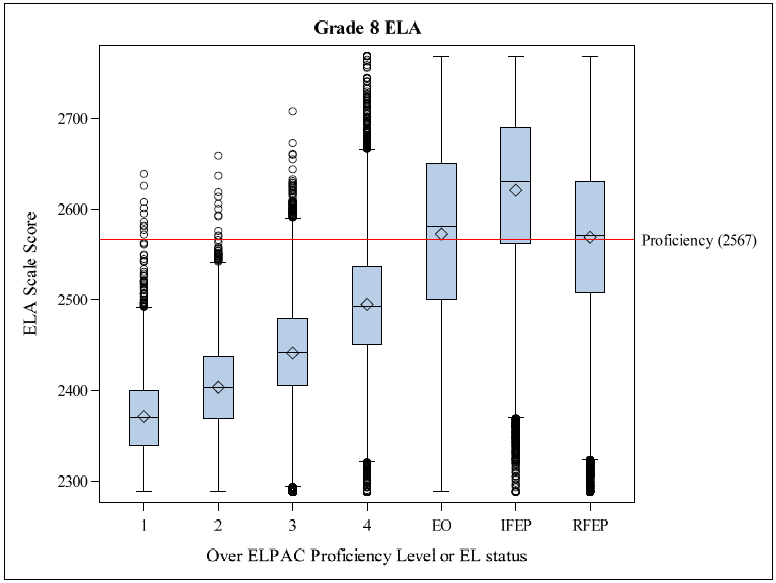 Grade 8 ELA
ELA Scale Score
2700
2600
2500
2400
2300
Proficiency (2567)
1 2 3 4 EO IFEP RFEP
Over ELPAC Proficiency Level or EL status